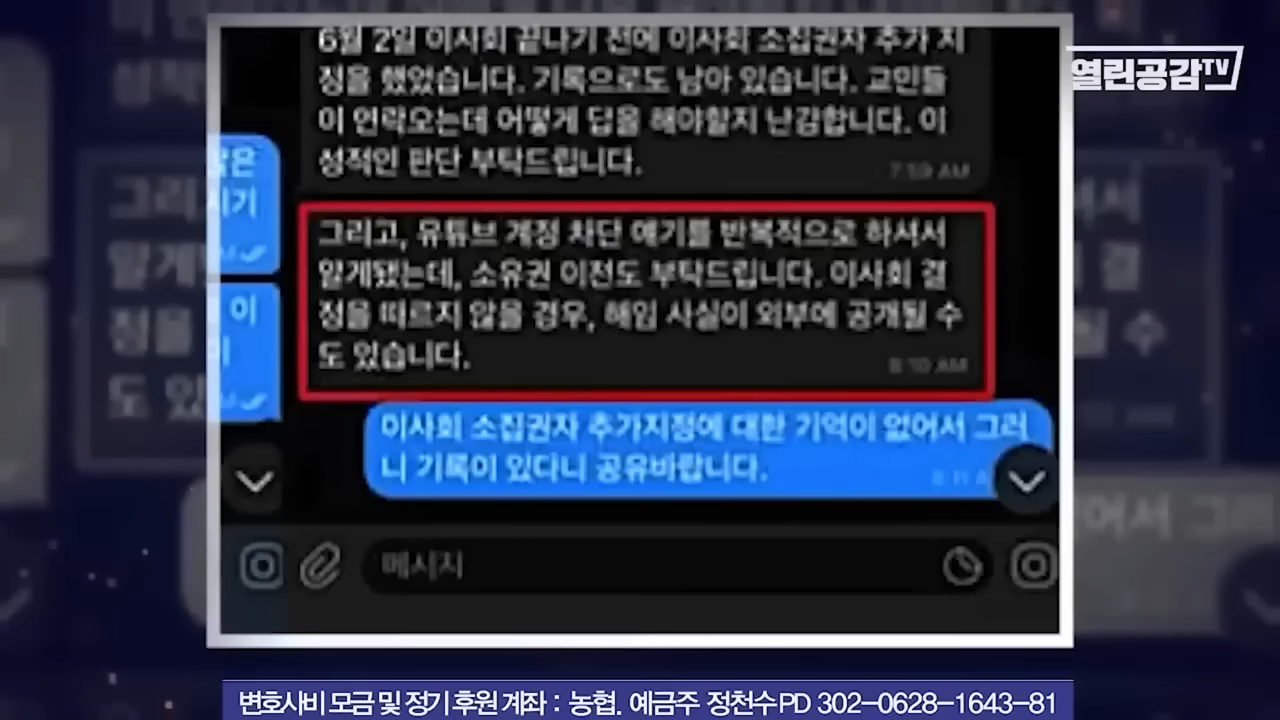 열린공감TV
6월 2일 이사회 끝나기 전에 이사회 소집권자 추가 지
정을 했었습니다. 기록으로도 남아 있습니다. 교인들
이 연락오는데 어떻게 답을 해야할지 난감합니다. 이
성적인 판단 부탁드립니다.
7:59 AM
그리고, 유튜브 계정 차단 얘기를 반복적으로 하셔서
알게됐는데, 소유권 이전도 부탁드립니다. 이사회 결
정을 따르지 않을 경우, 해임 사실이 외부에 공개될 수
도 있습니다.
8:10 AM
이사회 소집권자 추가지정에 대한 기억이 없어서 그러
니 기록이 있다니 공유바랍니다.
메시지
변호사비 모금 및 정기 후원 계좌 : 농협. 예금주 정천수PD 302-0628-1643-81